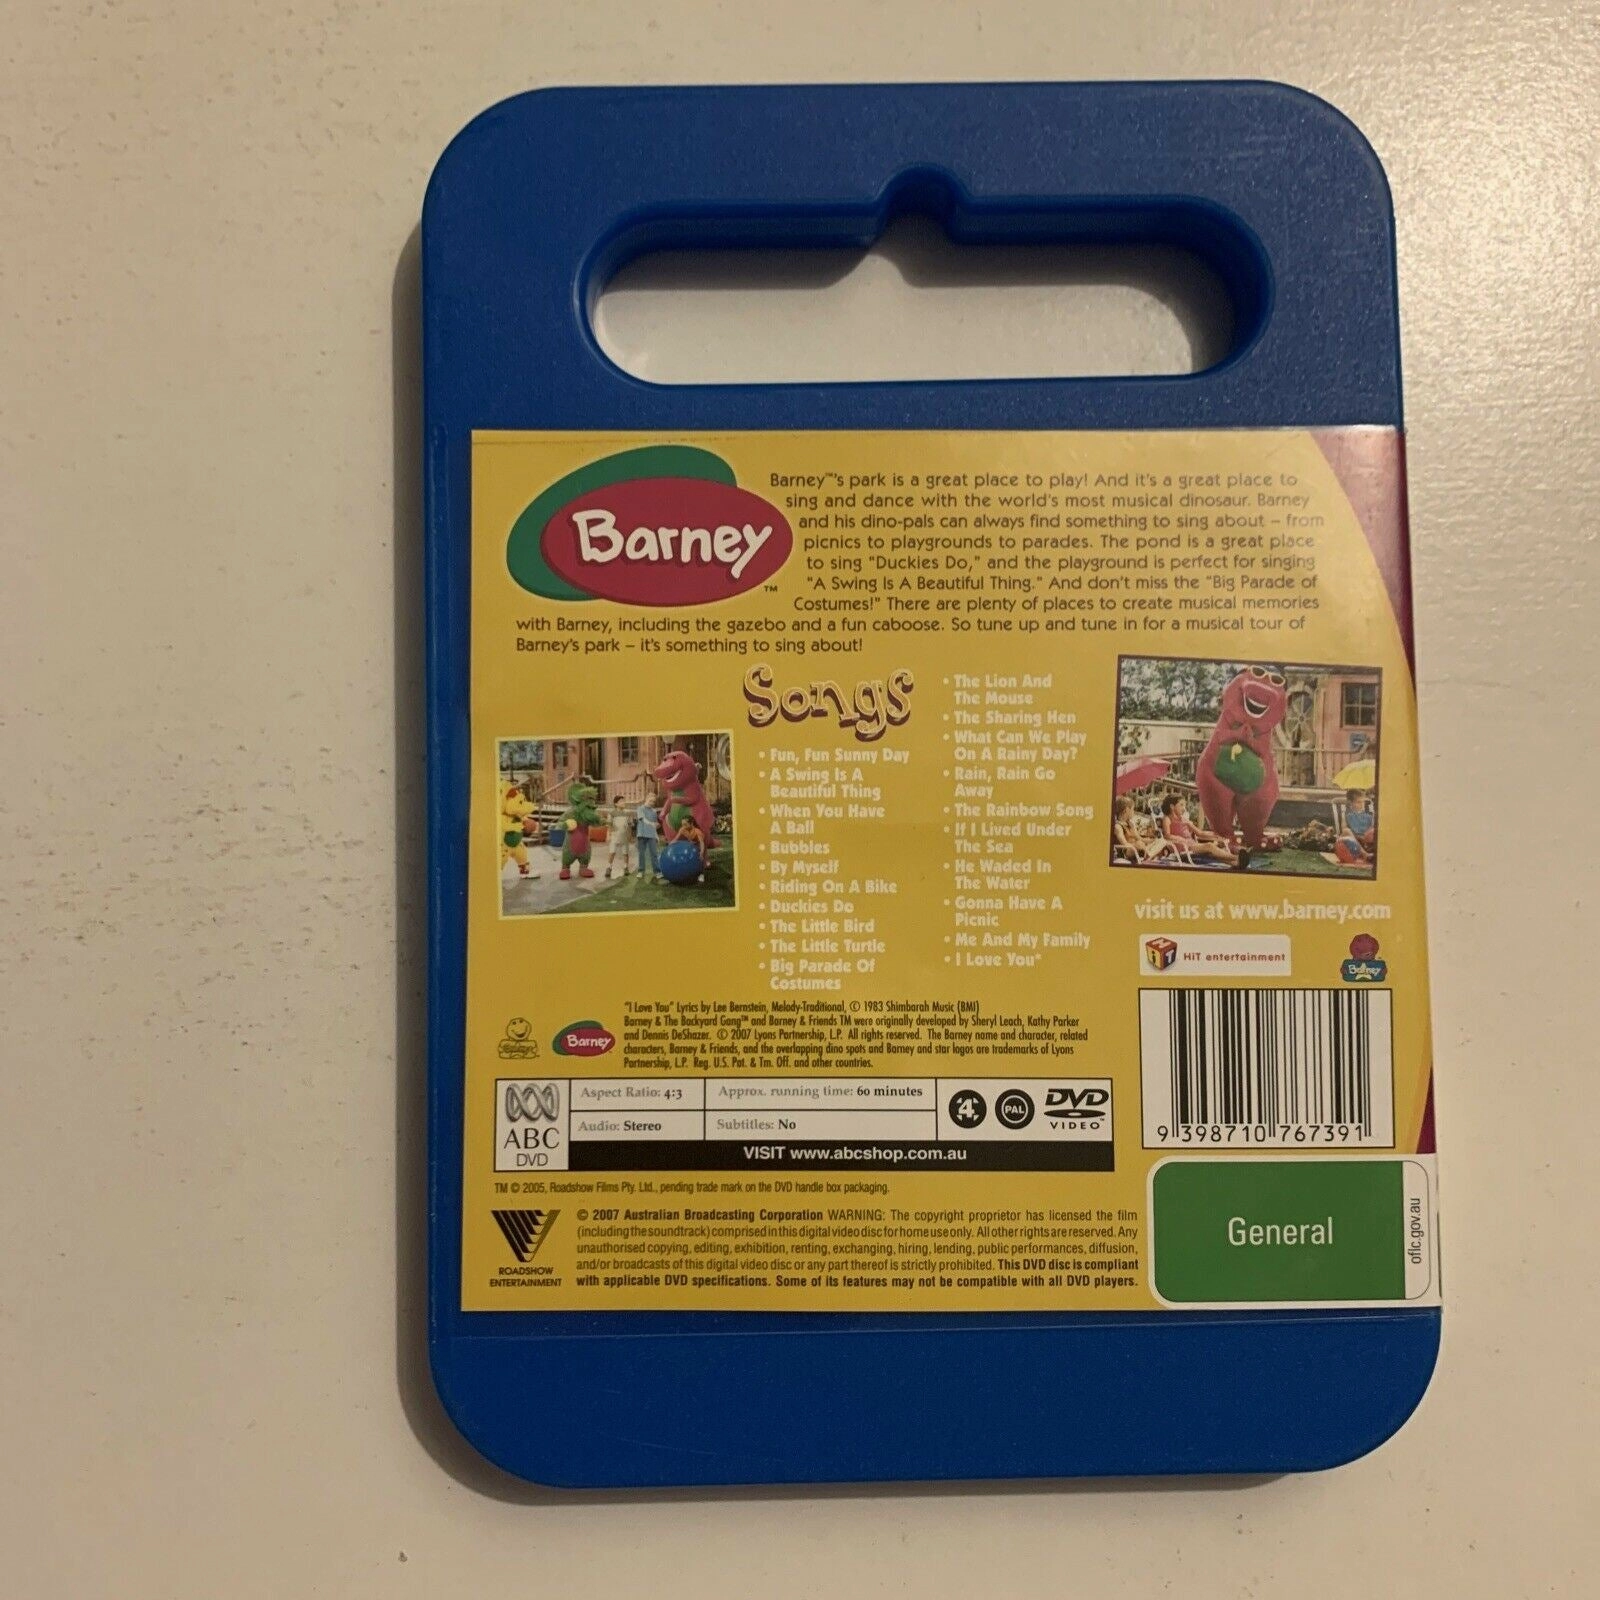 Barney
™
Barney™'s park is a great place to play! And it's a great place to
sing and dance with the world's most musical dinosaur. Barney
and his dino-pals can always find something to sing about – from
picnics to playgrounds to parades. The pond is a great place
to sing "Duckies Do," and the playground is perfect for singing
"A Swing Is A Beautiful Thing." And don't miss the "Big Parade of
Costumes!" There are plenty of places to create musical memories
with Barney, including the gazebo and a fun caboose. So tune up and tune in for a musical tour of
Barney's park – it's something to sing about!
Songs
• Fun, Fun Sunny Day
• A Swing Is A
Beautiful Thing
• When You Have
A Ball
• Bubbles
• By Myself
• Riding On A Bike
• Duckies Do
• The Little Bird
• The Little Turtle
• Big Parade Of
Costumes
• The Lion And
The Mouse
• The Sharing Hen
• What Can We Play
On A Rainy Day?
• Rain, Rain Go
Away
• The Rainbow Song
• If I Lived Under
The Sea
• He Waded In
The Water
• Gonna Have A
Picnic
• Me And My Family
• I Love You*
visit us at www.barney.com
HiT
HiT entertainment
Barney
"I Love You" Lyrics by Lee Bernstein, Melody-Traditional, © 1983 Shimbarah Music (BMI)
Barney & The Backyard Gang™ and Barney & Friends TM were originally developed by Sheryl Leach, Kathy Parker
and Dennis DeShazer. © 2007 Lyons Partnership, L.P. All rights reserved. The Barney name and character, related
characters, Barney & Friends, and the overlapping dino spots and Barney and star logos are trademarks of Lyons
Partnership, L.P. Reg. U.S. Pat. & Tm. Off. and other countries.
Barney
Barney
ABC
DVD
Aspect Ratio: 4:3
Approx. running time: 60 minutes
Audio: Stereo
Subtitles: No
4
PAL
DVD
VIDEO™
VISIT www.abcshop.com.au
9 398710 767391
TM © 2005, Roadshow Films Pty. Ltd., pending trade mark on the DVD handle box packaging.
ROADSHOW
ENTERTAINMENT
© 2007 Australian Broadcasting Corporation WARNING: The copyright proprietor has licensed the film
(including the soundtrack) comprised in this digital video disc for home use only. All other rights are reserved. Any
unauthorised copying, editing, exhibition, renting, exchanging, hiring, lending, public performances, diffusion,
and/or broadcasts of this digital video disc or any part thereof is strictly prohibited. This DVD disc is compliant
with applicable DVD specifications. Some of its features may not be compatible with all DVD players.
General
oflc.gov.au